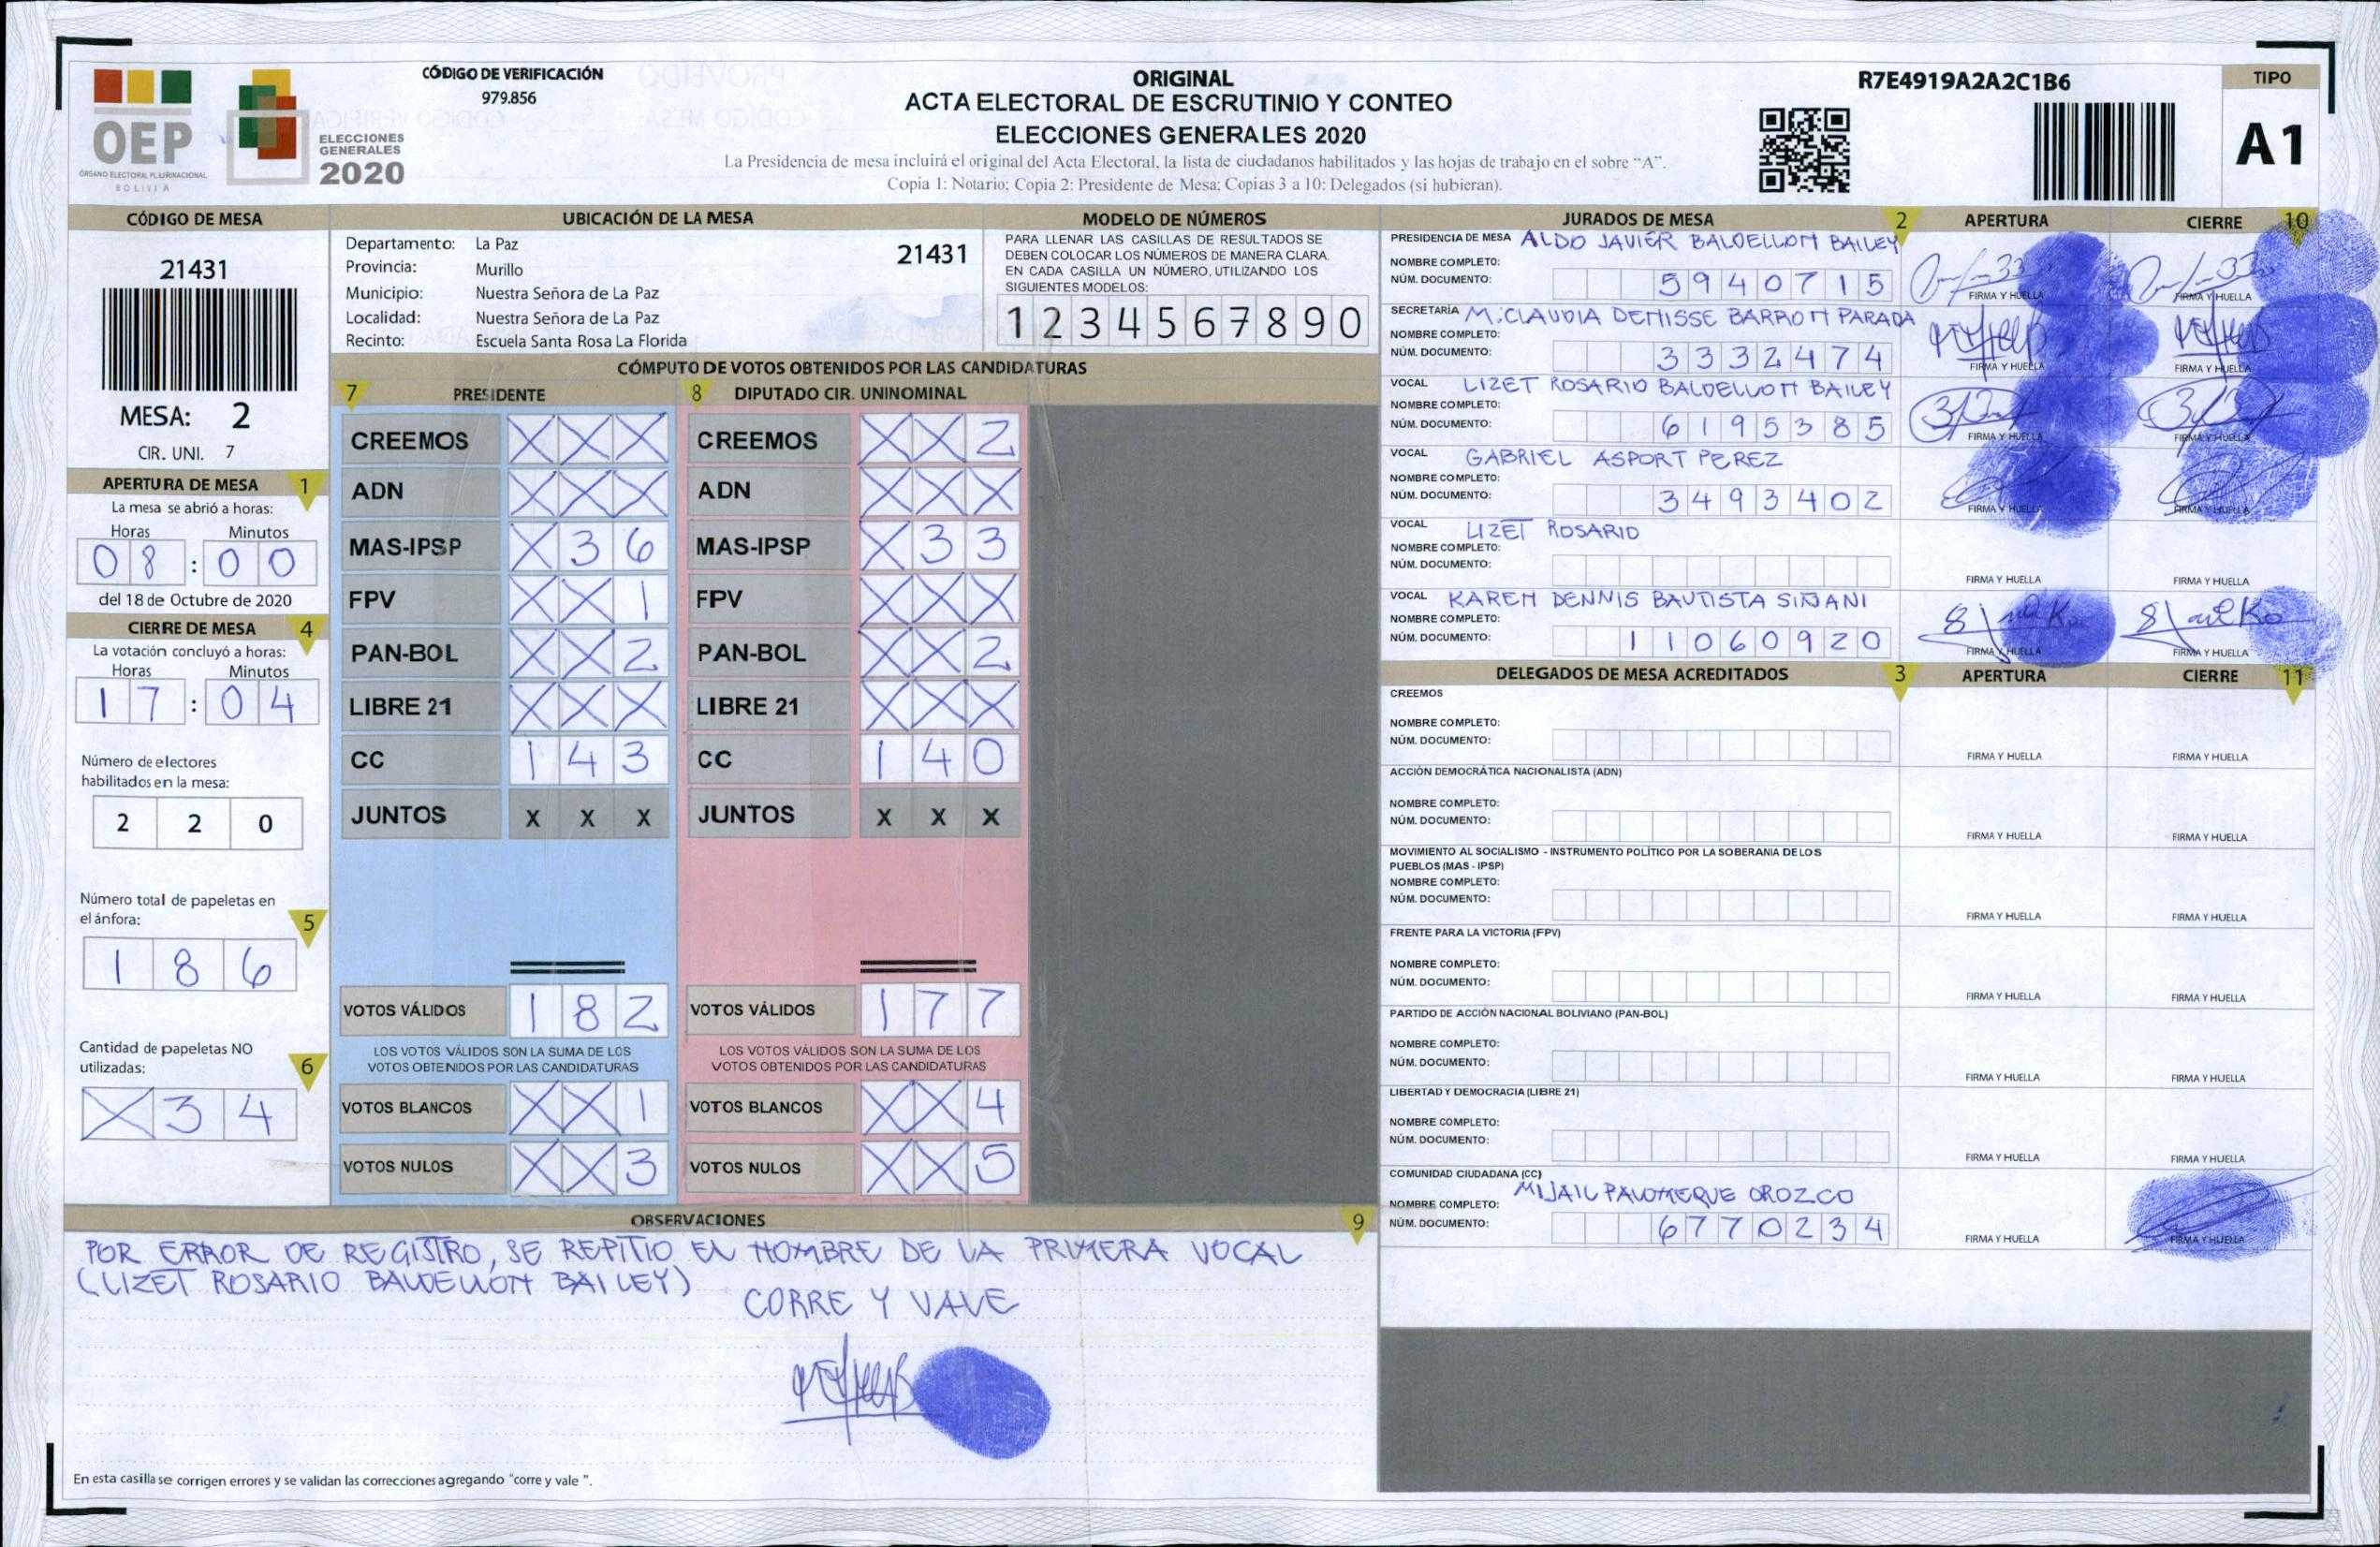 OEP
ÓRGANO ELECTORAL PLURINACIONAL
BOLIVIA
ELECCIONES
GENERALES
2020
CÓDIGO DE VERIFICACIÓN
979.856
ORIGINAL
ACTA ELECTORAL DE ESCRUTINIO Y CONTEO
ELECCIONES GENERALES 2020
La Presidencia de mesa incluirá el original del Acta Electoral, la lista de ciudadanos habilitados y las hojas de trabajo en el sobre “A”.
Copia 1: Notario; Copia 2: Presidente de Mesa; Copias 3 a 10: Delegados (si hubieran).
R7E4919A2A2C1B6
TIPO
A1
CÓDIGO DE MESA
21431
MESA: 2
CIR. UNI. 7
APERTURA DE MESA 1
La mesa se abrió a horas:
Horas Minutos
08 : 00
del 18 de Octubre de 2020
CIERRE DE MESA 4
La votación concluyó a horas:
Horas Minutos
17 : 04
Número de electores
habilitados en la mesa:
2 2 0
Número total de papeletas en
el ánfora: 5
1 8 6
Cantidad de papeletas NO
utilizadas: 6
X 3 4
UBICACIÓN DE LA MESA
Departamento: La Paz 21431
Provincia: Murillo
Municipio: Nuestra Señora de La Paz
Localidad: Nuestra Señora de La Paz
Recinto: Escuela Santa Rosa La Florida
MODELO DE NÚMEROS
PARA LLENAR LAS CASILLAS DE RESULTADOS SE
DEBEN COLOCAR LOS NÚMEROS DE MANERA CLARA.
EN CADA CASILLA UN NÚMERO, UTILIZANDO LOS
SIGUIENTES MODELOS:
1 2 3 4 5 6 7 8 9 0
CÓMPUTO DE VOTOS OBTENIDOS POR LAS CANDIDATURAS
7 PRESIDENTE 8 DIPUTADO CIR. UNINOMINAL
CREEMOS X X X CREEMOS X X 2
ADN X X X ADN X X X
MAS-IPSP X 3 6 MAS-IPSP X 3 3
FPV X X 1 FPV X X X
PAN-BOL X X 2 PAN-BOL X X 2
LIBRE 21 X X X LIBRE 21 X X X
CC 1 4 3 CC 1 4 0
JUNTOS X X X JUNTOS X X X
VOTOS VÁLIDOS 1 8 2 VOTOS VÁLIDOS 1 7 7
LOS VOTOS VÁLIDOS SON LA SUMA DE LOS LOS VOTOS VÁLIDOS SON LA SUMA DE LOS
VOTOS OBTENIDOS POR LAS CANDIDATURAS VOTOS OBTENIDOS POR LAS CANDIDATURAS
VOTOS BLANCOS X X 1 VOTOS BLANCOS X X 4
VOTOS NULOS X X 3 VOTOS NULOS X X 5
OBSERVACIONES 9
POR ERROR DE REGISTRO, SE REPITIO EL NOMBRE DE LA PRIMERA VOCAL
(LIZET ROSARIO BALDELLON BAILEY)
CORRE Y VALE
En esta casilla se corrigen errores y se validan las correcciones agregando "corre y vale ".
JURADOS DE MESA 2 APERTURA CIERRE 10
PRESIDENCIA DE MESA ALDO JAVIER BALDELLON BAILEY
NOMBRE COMPLETO:
NÚM. DOCUMENTO: 5940715
FIRMA Y HUELLA FIRMA Y HUELLA
SECRETARÍA M. CLAUDIA DENISSE BARRON PARADA
NOMBRE COMPLETO:
NÚM. DOCUMENTO: 3332474
FIRMA Y HUELLA FIRMA Y HUELLA
VOCAL LIZET ROSARIO BALDELLON BAILEY
NOMBRE COMPLETO:
NÚM. DOCUMENTO: 6195385
FIRMA Y HUELLA FIRMA Y HUELLA
VOCAL GABRIEL ASPORT PEREZ
NOMBRE COMPLETO:
NÚM. DOCUMENTO: 3493402
FIRMA Y HUELLA FIRMA Y HUELLA
VOCAL LIZET ROSARIO
NOMBRE COMPLETO:
NÚM. DOCUMENTO:
FIRMA Y HUELLA FIRMA Y HUELLA
VOCAL KAREN DENNIS BAUTISTA SIÑANI
NOMBRE COMPLETO:
NÚM. DOCUMENTO: 11060920
FIRMA Y HUELLA FIRMA Y HUELLA
DELEGADOS DE MESA ACREDITADOS 3 APERTURA CIERRE 11
CREEMOS
NOMBRE COMPLETO:
NÚM. DOCUMENTO:
FIRMA Y HUELLA FIRMA Y HUELLA
ACCIÓN DEMOCRÁTICA NACIONALISTA (ADN)
NOMBRE COMPLETO:
NÚM. DOCUMENTO:
FIRMA Y HUELLA FIRMA Y HUELLA
MOVIMIENTO AL SOCIALISMO - INSTRUMENTO POLÍTICO POR LA SOBERANIA DE LOS
PUEBLOS (MAS - IPSP)
NOMBRE COMPLETO:
NÚM. DOCUMENTO:
FIRMA Y HUELLA FIRMA Y HUELLA
FRENTE PARA LA VICTORIA (FPV)
NOMBRE COMPLETO:
NÚM. DOCUMENTO:
FIRMA Y HUELLA FIRMA Y HUELLA
PARTIDO DE ACCIÓN NACIONAL BOLIVIANO (PAN-BOL)
NOMBRE COMPLETO:
NÚM. DOCUMENTO:
FIRMA Y HUELLA FIRMA Y HUELLA
LIBERTAD Y DEMOCRACIA (LIBRE 21)
NOMBRE COMPLETO:
NÚM. DOCUMENTO:
FIRMA Y HUELLA FIRMA Y HUELLA
COMUNIDAD CIUDADANA (CC)
NOMBRE COMPLETO: MIJAIL PALOMEQUE OROZCO
NÚM. DOCUMENTO: 6770234
FIRMA Y HUELLA FIRMA Y HUELLA